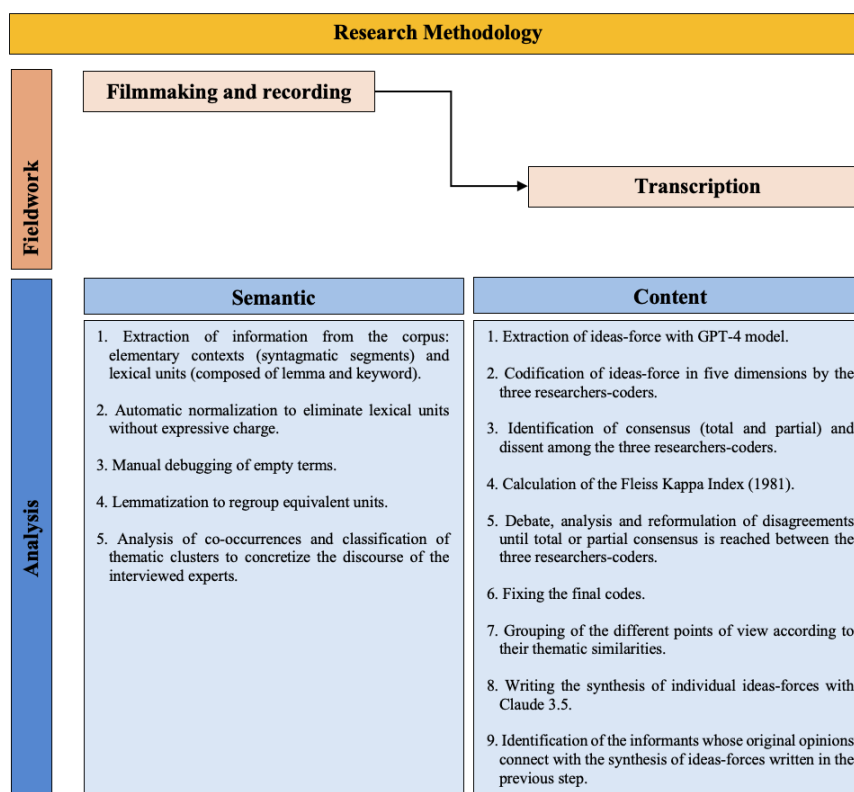 Research Methodology
Fieldwork
Filmmaking and recording
Transcription
Analysis
Semantic
1. Extraction of information from the corpus:
elementary contexts (syntagmatic segments) and
lexical units (composed of lemma and keyword).
2. Automatic normalization to eliminate lexical units
without expressive charge.
3. Manual debugging of empty terms.
4. Lemmatization to regroup equivalent units.
5. Analysis of co-occurrences and classification of
thematic clusters to concretize the discourse of the
interviewed experts.
Content
1. Extraction of ideas-force with GPT-4 model.
2. Codification of ideas-force in five dimensions by the
three researchers-coders.
3. Identification of consensus (total and partial) and
dissent among the three researchers-coders.
4. Calculation of the Fleiss Kappa Index (1981).
5. Debate, analysis and reformulation of disagreements
until total or partial consensus is reached between the
three researchers-coders.
6. Fixing the final codes.
7. Grouping of the different points of view according to
their thematic similarities.
8. Writing the synthesis of individual ideas-forces with
Claude 3.5.
9. Identification of the informants whose original opinions
connect with the synthesis of ideas-forces written in the
previous step.